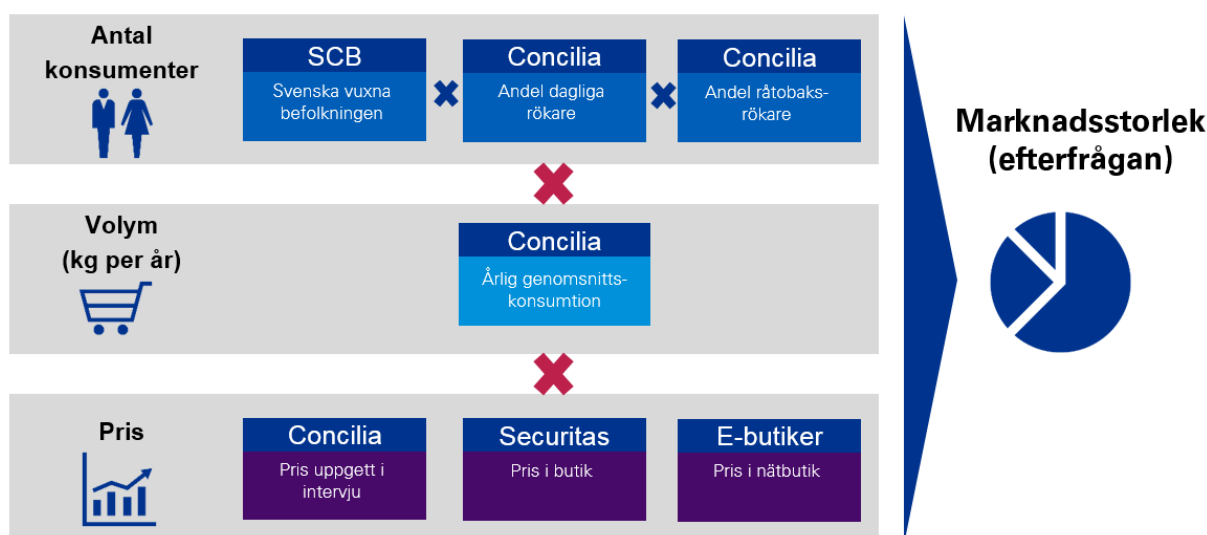 Antal
konsumenter
SCB
Svenska vuxna
befolkningen
Concilia
Andel dagliga
rökare
Concilia
Andel råtobaks-
rökare
Volym
(kg per år)
Concilia
Årlig genomsnitts-
konsumtion
Pris
Concilia
Pris uppgett i
intervju
Securitas
Pris i butik
E-butiker
Pris i nätbutik
Marknadsstorlek
(efterfrågan)